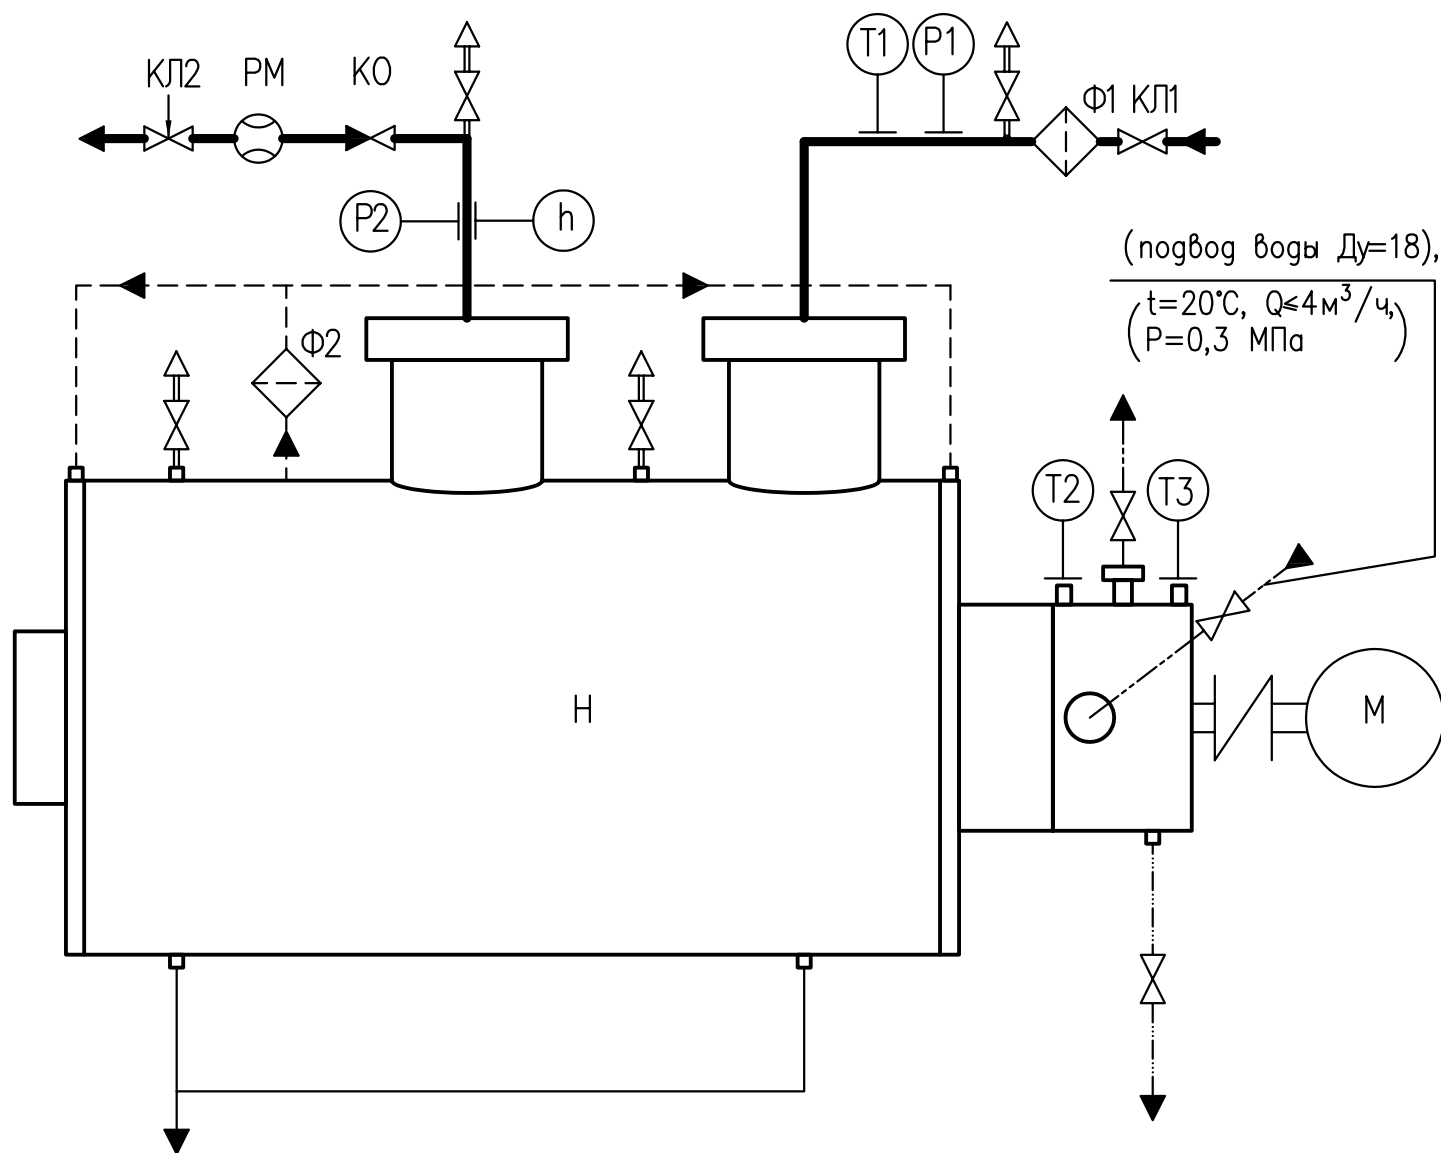 КЛ2 РМ КО Т1 Р1
Ф1 КЛ1
Р2 h
(подвод воды Ду=18),
(t=20°С, Q≤4м³/ч,
Р=0,3 МПа)
Ф2
Т2 Т3
Н
М